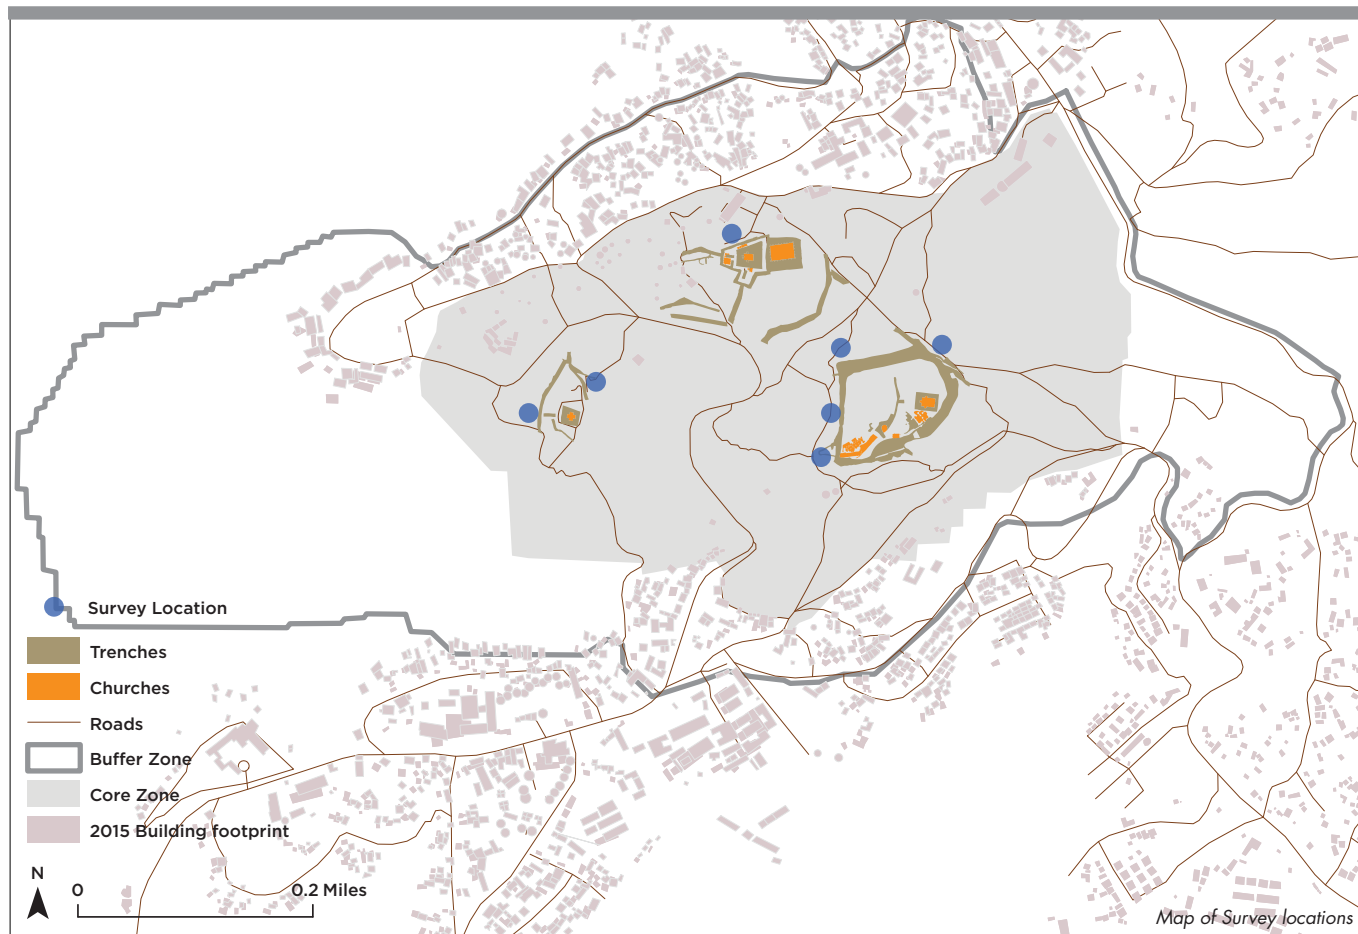 Survey Location
Trenches
Churches
Roads
Buffer Zone
Core Zone
2015 Building footprint
N
0 0.2 Miles
Map of Survey locations